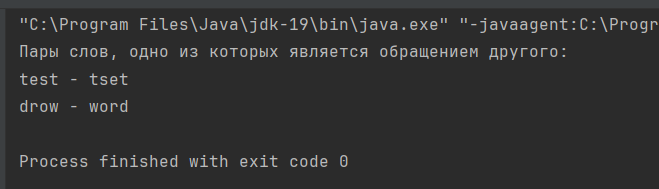 "C:\Program Files\Java\jdk-19\bin\java.exe" "-javaagent:C:\Progr
Пары слов, одно из которых является обращением другого:
test - tset
drow - word
Process finished with exit code 0